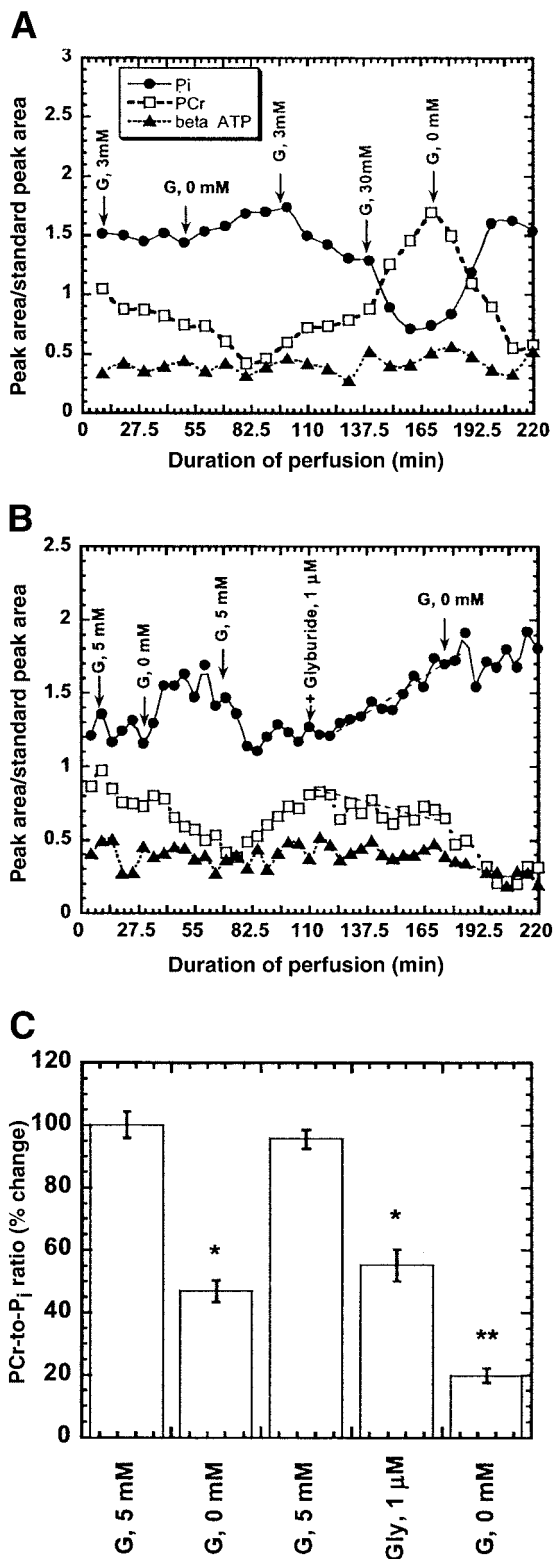 A
3
2.5
2
1.5
1
0.5
0
Pi
PCr
beta ATP
G, 3mM
G, 0 mM
G, 3mM
G, 30mM
G, 0 mM
Peak area/standard peak area
0 27.5 55 82.5 110 137.5 165 192.5 220
Duration of perfusion (min)
B
2.5
2
1.5
1
0.5
0
G, 5 mM
G, 0 mM
G, 5 mM
+ Glyburide, 1 µM
G, 0 mM
Peak area/standard peak area
0 27.5 55 82.5 110 137.5 165 192.5 220
Duration of perfusion (min)
C
120
100
80
60
40
20
0
PCr-to-Pi ratio (% change)
*
*
**
G, 5 mM
G, 0 mM
G, 5 mM
Gly, 1 µM
G, 0 mM